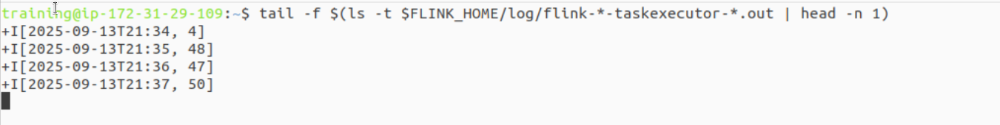 training@ip-172-31-29-109:~$ tail -f $(ls -t $FLINK_HOME/log/flink-*-taskexecutor-*.out | head -n 1)
+I[2025-09-13T21:34, 4]
+I[2025-09-13T21:35, 48]
+I[2025-09-13T21:36, 47]
+I[2025-09-13T21:37, 50]